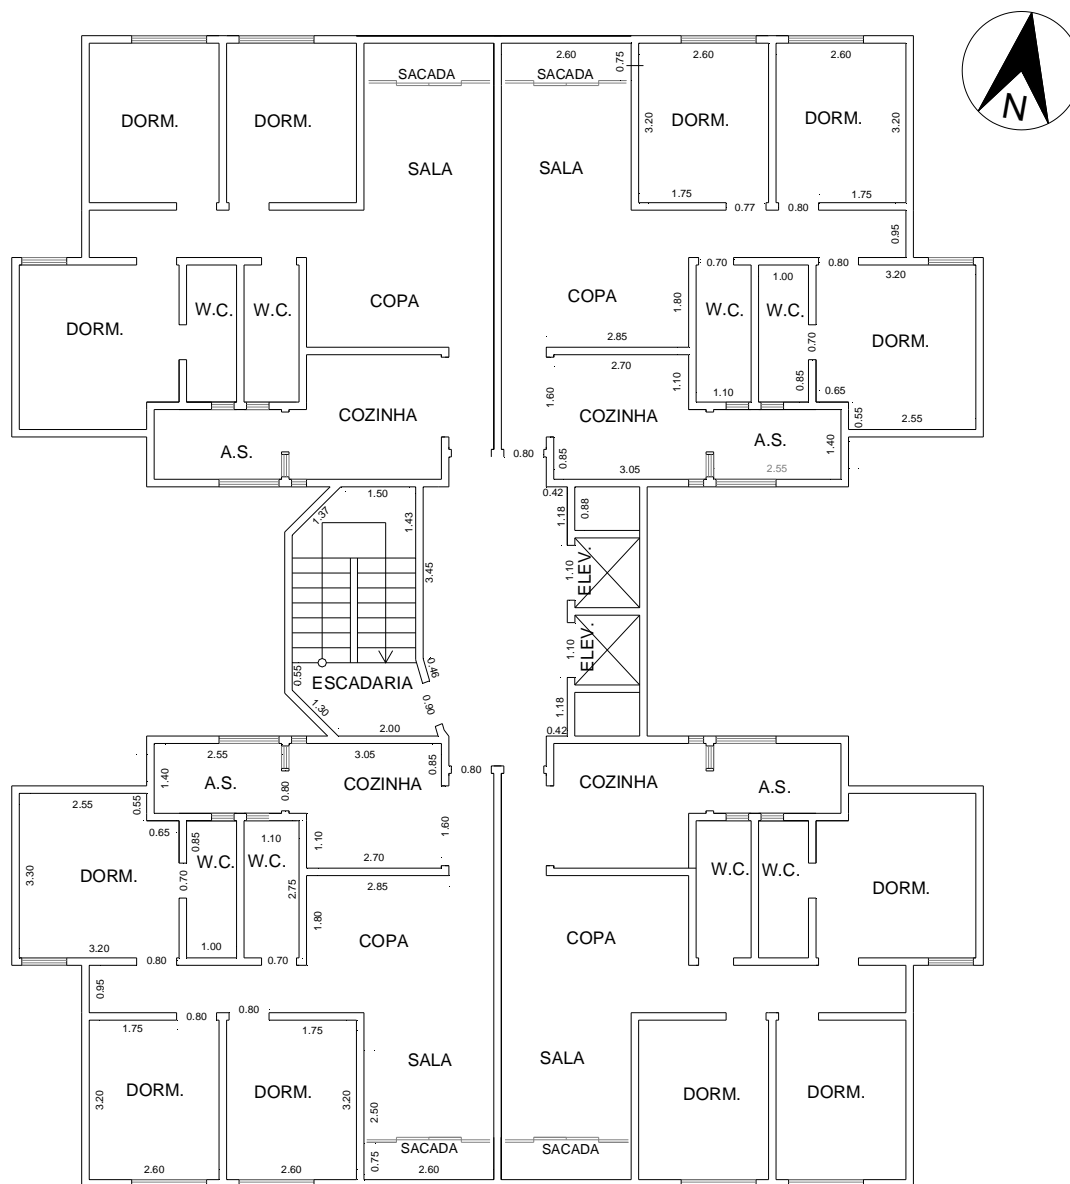 2.60
2.60
2.60
0.75
SACADA
SACADA
DORM.
DORM.
3.20
DORM.
DORM.
3.20
N
SALA
SALA
1.75
1.75
0.77
0.80
0.95
0.70
0.80
1.00
3.20
COPA
COPA
1.80
W.C.
W.C.
W.C.
W.C.
DORM.
2.85
0.70
DORM.
2.70
1.10
0.85
0.65
1.10
1.60
COZINHA
COZINHA
0.55
2.55
A.S.
A.S.
1.40
0.80
0.85
3.05
2.55
1.50
0.42
0.88
1.37
1.43
1.18
3.45
1.10
ELEV.
1.10
ELEV.
0.55
ESCADARIA
0.46
0.90
1.30
2.00
1.18
0.42
2.55
3.05
0.85
0.80
1.40
A.S.
0.80
COZINHA
COZINHA
A.S.
2.55
0.55
0.65
0.85
1.10
1.10
1.60
3.30
DORM.
W.C.
W.C.
2.70
W.C.
W.C.
DORM.
0.70
2.75
2.85
1.80
COPA
COPA
3.20
1.00
0.80
0.70
0.95
0.80
0.80
1.75
1.75
SALA
SALA
3.20
DORM.
DORM.
3.20
2.50
DORM.
DORM.
SACADA
SACADA
0.75
2.60
2.60
2.60